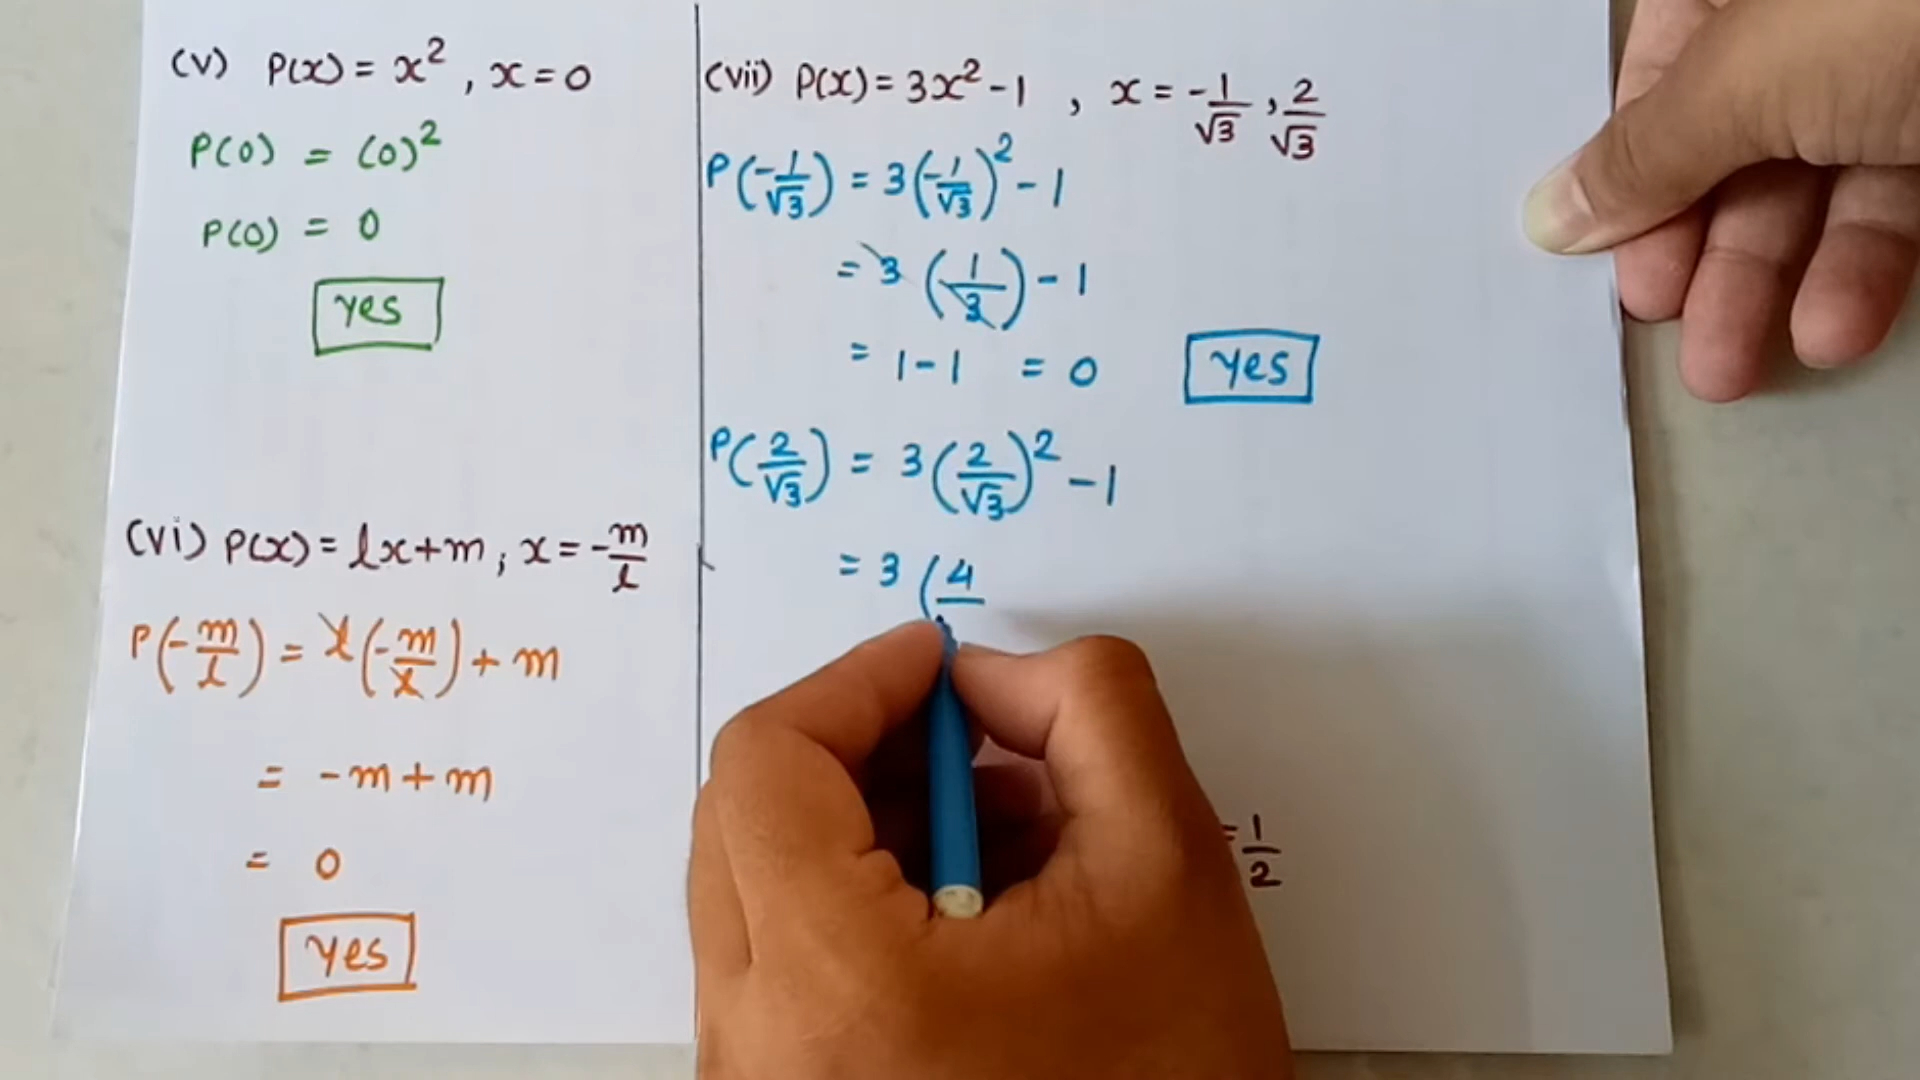 (v) P(x) = x², x = 0
P(0) = (0)²
P(0) = 0
yes
(vi) P(x) = lx+m, x = -m/l
P(-m/l) = l(-m/l) + m
= -m+m
= 0
yes
(vii) P(x) = 3x²-1, x = -1/√3, 2/√3
P(-1/√3) = 3(-1/√3)² - 1
= 3(1/3) - 1
= 1-1 = 0 yes
P(2/√3) = 3(2/√3)² - 1
= 3(4
= 1/2